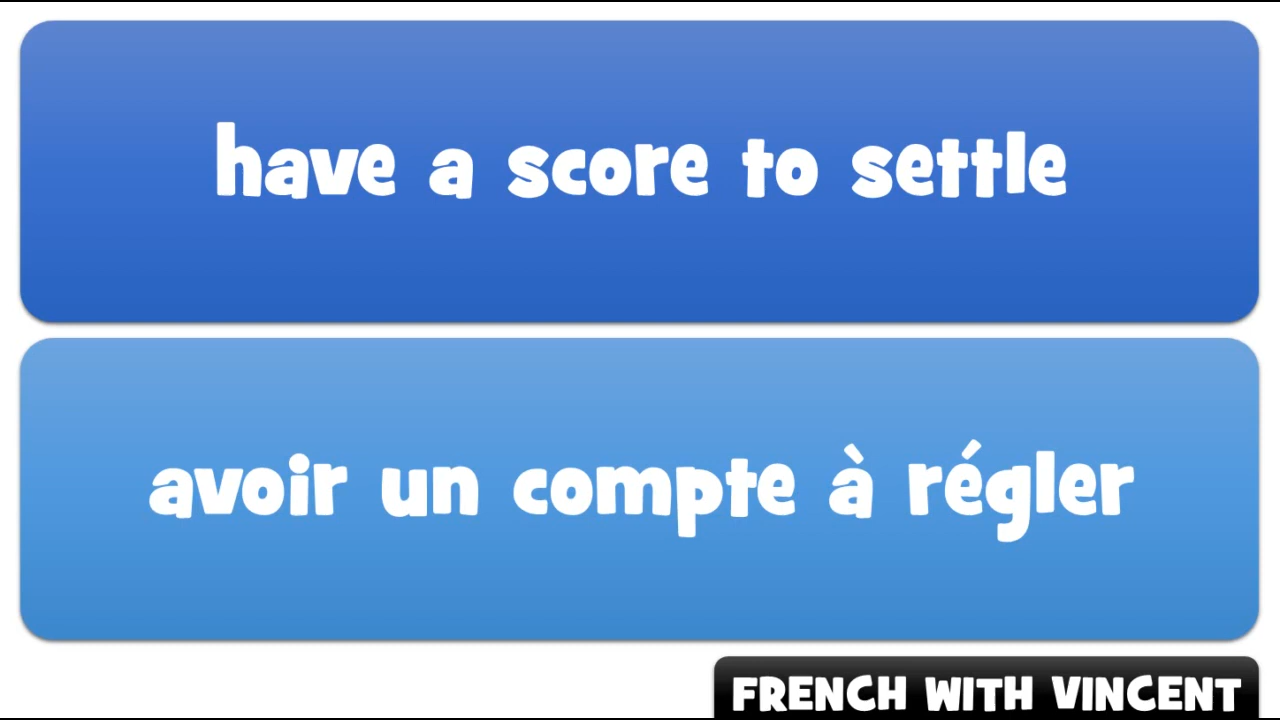 have a score to settle
avoir un compte à régler
FRENCH WITH VINCENT